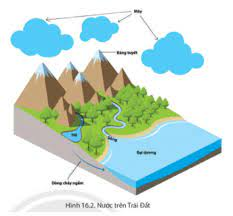 Mây
Băng tuyết
Hồ
Sông
Đại dương
Dòng chảy ngầm
Hình 16.2. Nước trên Trái Đất